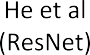 He et al
(ResNet)